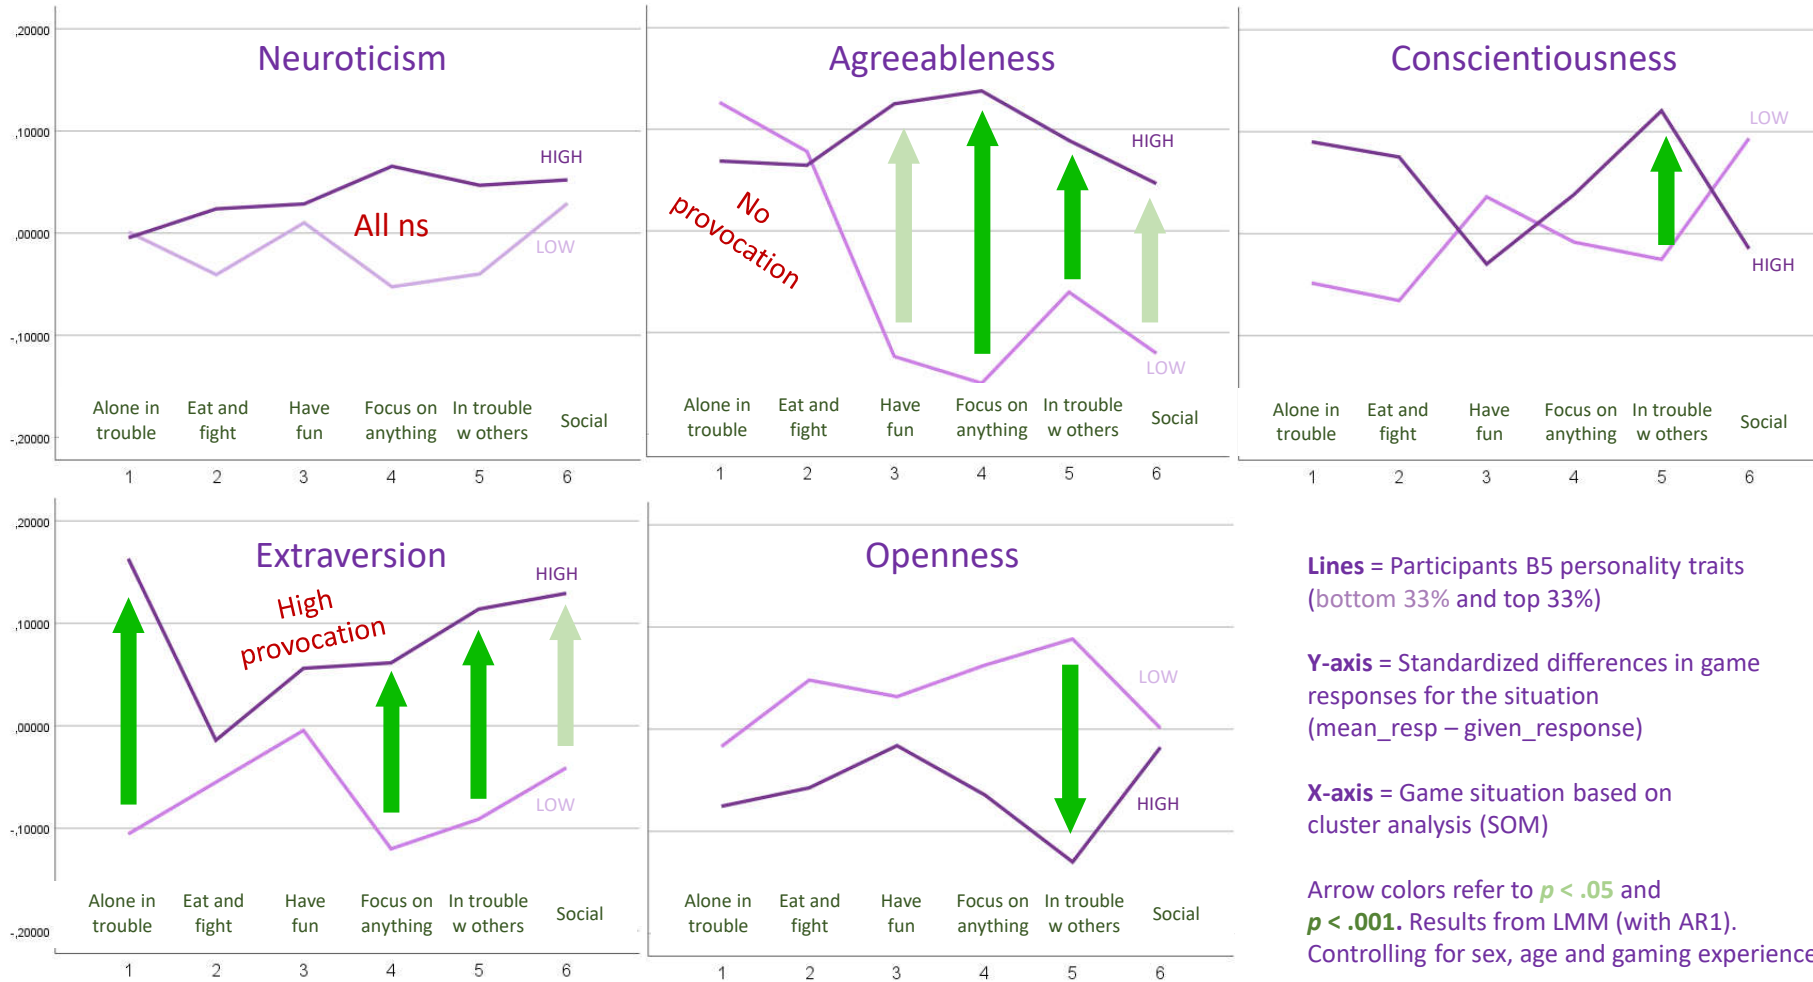 Neuroticism
,20000
,10000
,00000
-,10000
-,20000
HIGH
All ns
LOW
Alone in trouble
Eat and fight
Have fun
Focus on anything
In trouble w others
Social
1 2 3 4 5 6
Agreeableness
HIGH
No provocation
LOW
Alone in trouble
Eat and fight
Have fun
Focus on anything
In trouble w others
Social
1 2 3 4 5 6
Conscientiousness
LOW
HIGH
Alone in trouble
Eat and fight
Have fun
Focus on anything
In trouble w others
Social
1 2 3 4 5 6
Extraversion
,20000
,10000
,00000
-,10000
-,20000
HIGH
High provocation
LOW
Alone in trouble
Eat and fight
Have fun
Focus on anything
In trouble w others
Social
1 2 3 4 5 6
Openness
LOW
HIGH
Alone in trouble
Eat and fight
Have fun
Focus on anything
In trouble w others
Social
1 2 3 4 5 6
Lines = Participants B5 personality traits
(bottom 33% and top 33%)
Y-axis = Standardized differences in game
responses for the situation
(mean_resp – given_response)
X-axis = Game situation based on
cluster analysis (SOM)
Arrow colors refer to p < .05 and
p < .001. Results from LMM (with AR1).
Controlling for sex, age and gaming experience